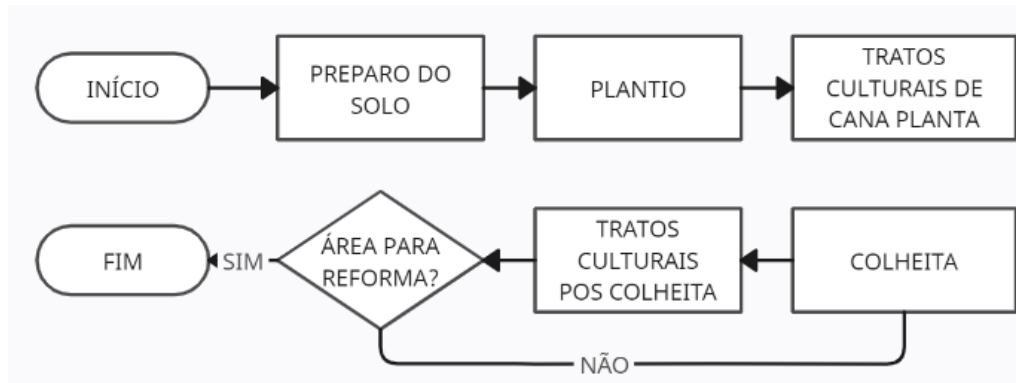 INÍCIO
PREPARO DO
SOLO
PLANTIO
TRATOS
CULTURAIS DE
CANA PLANTA
FIM
SIM
ÁREA PARA
REFORMA?
TRATOS
CULTURAIS
POS COLHEITA
COLHEITA
NÃO